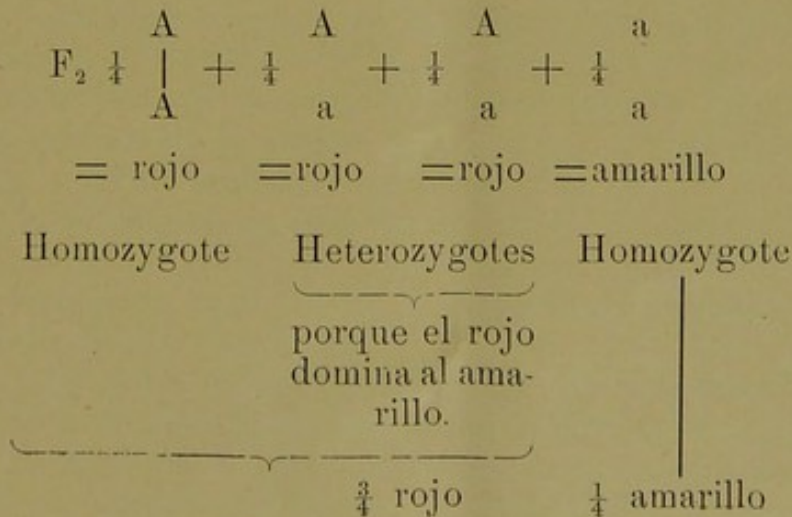 A A A a
F₂ ¼ | + ¼ + ¼ + ¼
A a a a
= rojo =rojo =rojo =amarillo
Homozygote Heterozygotes Homozygote
porque el rojo
domina al ama-
rillo.
¾ rojo ¼ amarillo